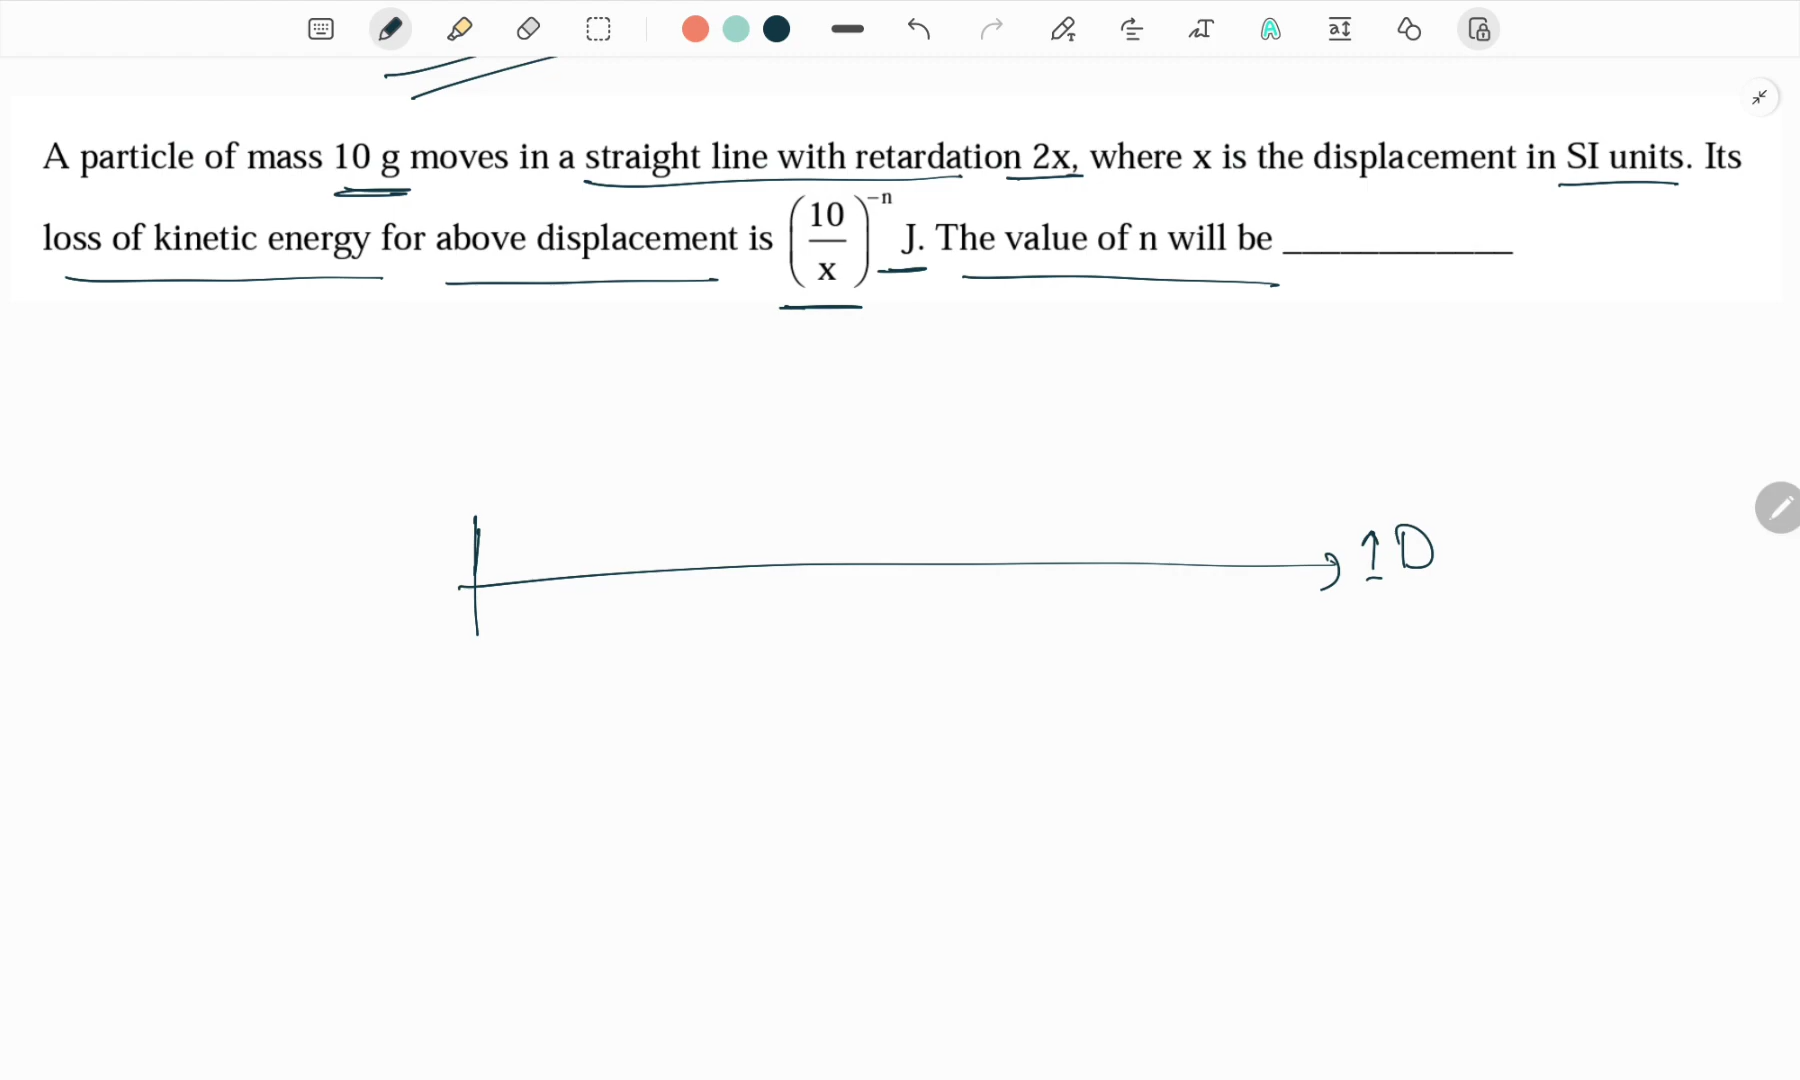 A particle of mass 10 g moves in a straight line with retardation 2x, where x is the displacement in SI units. Its
loss of kinetic energy for above displacement is (10/x)^-n J. The value of n will be ____________
1D